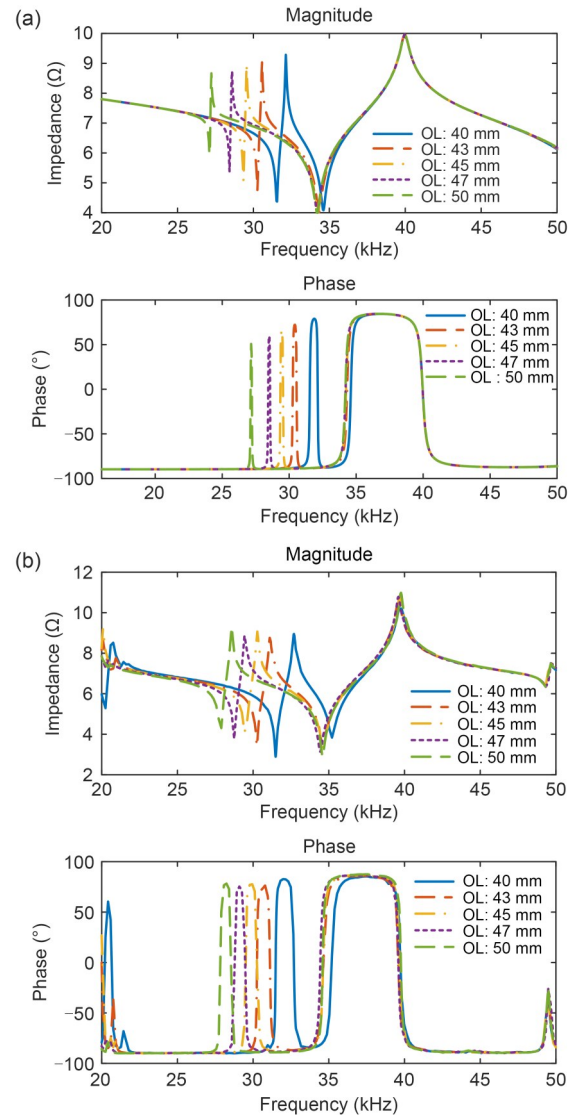 (a)
Magnitude
10
9
8
7
6
5
4
Impedance (Ω)
OL: 40 mm
OL: 43 mm
OL: 45 mm
OL: 47 mm
OL: 50 mm
20 25 30 35 40 45 50
Frequency (kHz)
Phase
100
50
0
−50
−100
Phase (°)
OL: 40 mm
OL: 43 mm
OL: 45 mm
OL: 47 mm
OL : 50 mm
20 25 30 35 40 45 50
Frequency (kHz)
(b)
Magnitude
12
10
8
6
4
2
Impedance (Ω)
OL: 40 mm
OL: 43 mm
OL: 45 mm
OL: 47 mm
OL: 50 mm
20 25 30 35 40 45 50
Frequency (kHz)
Phase
100
50
0
−50
−100
Phase (°)
OL: 40 mm
OL: 43 mm
OL: 45 mm
OL: 47 mm
OL: 50 mm
20 25 30 35 40 45 50
Frequency (kHz)